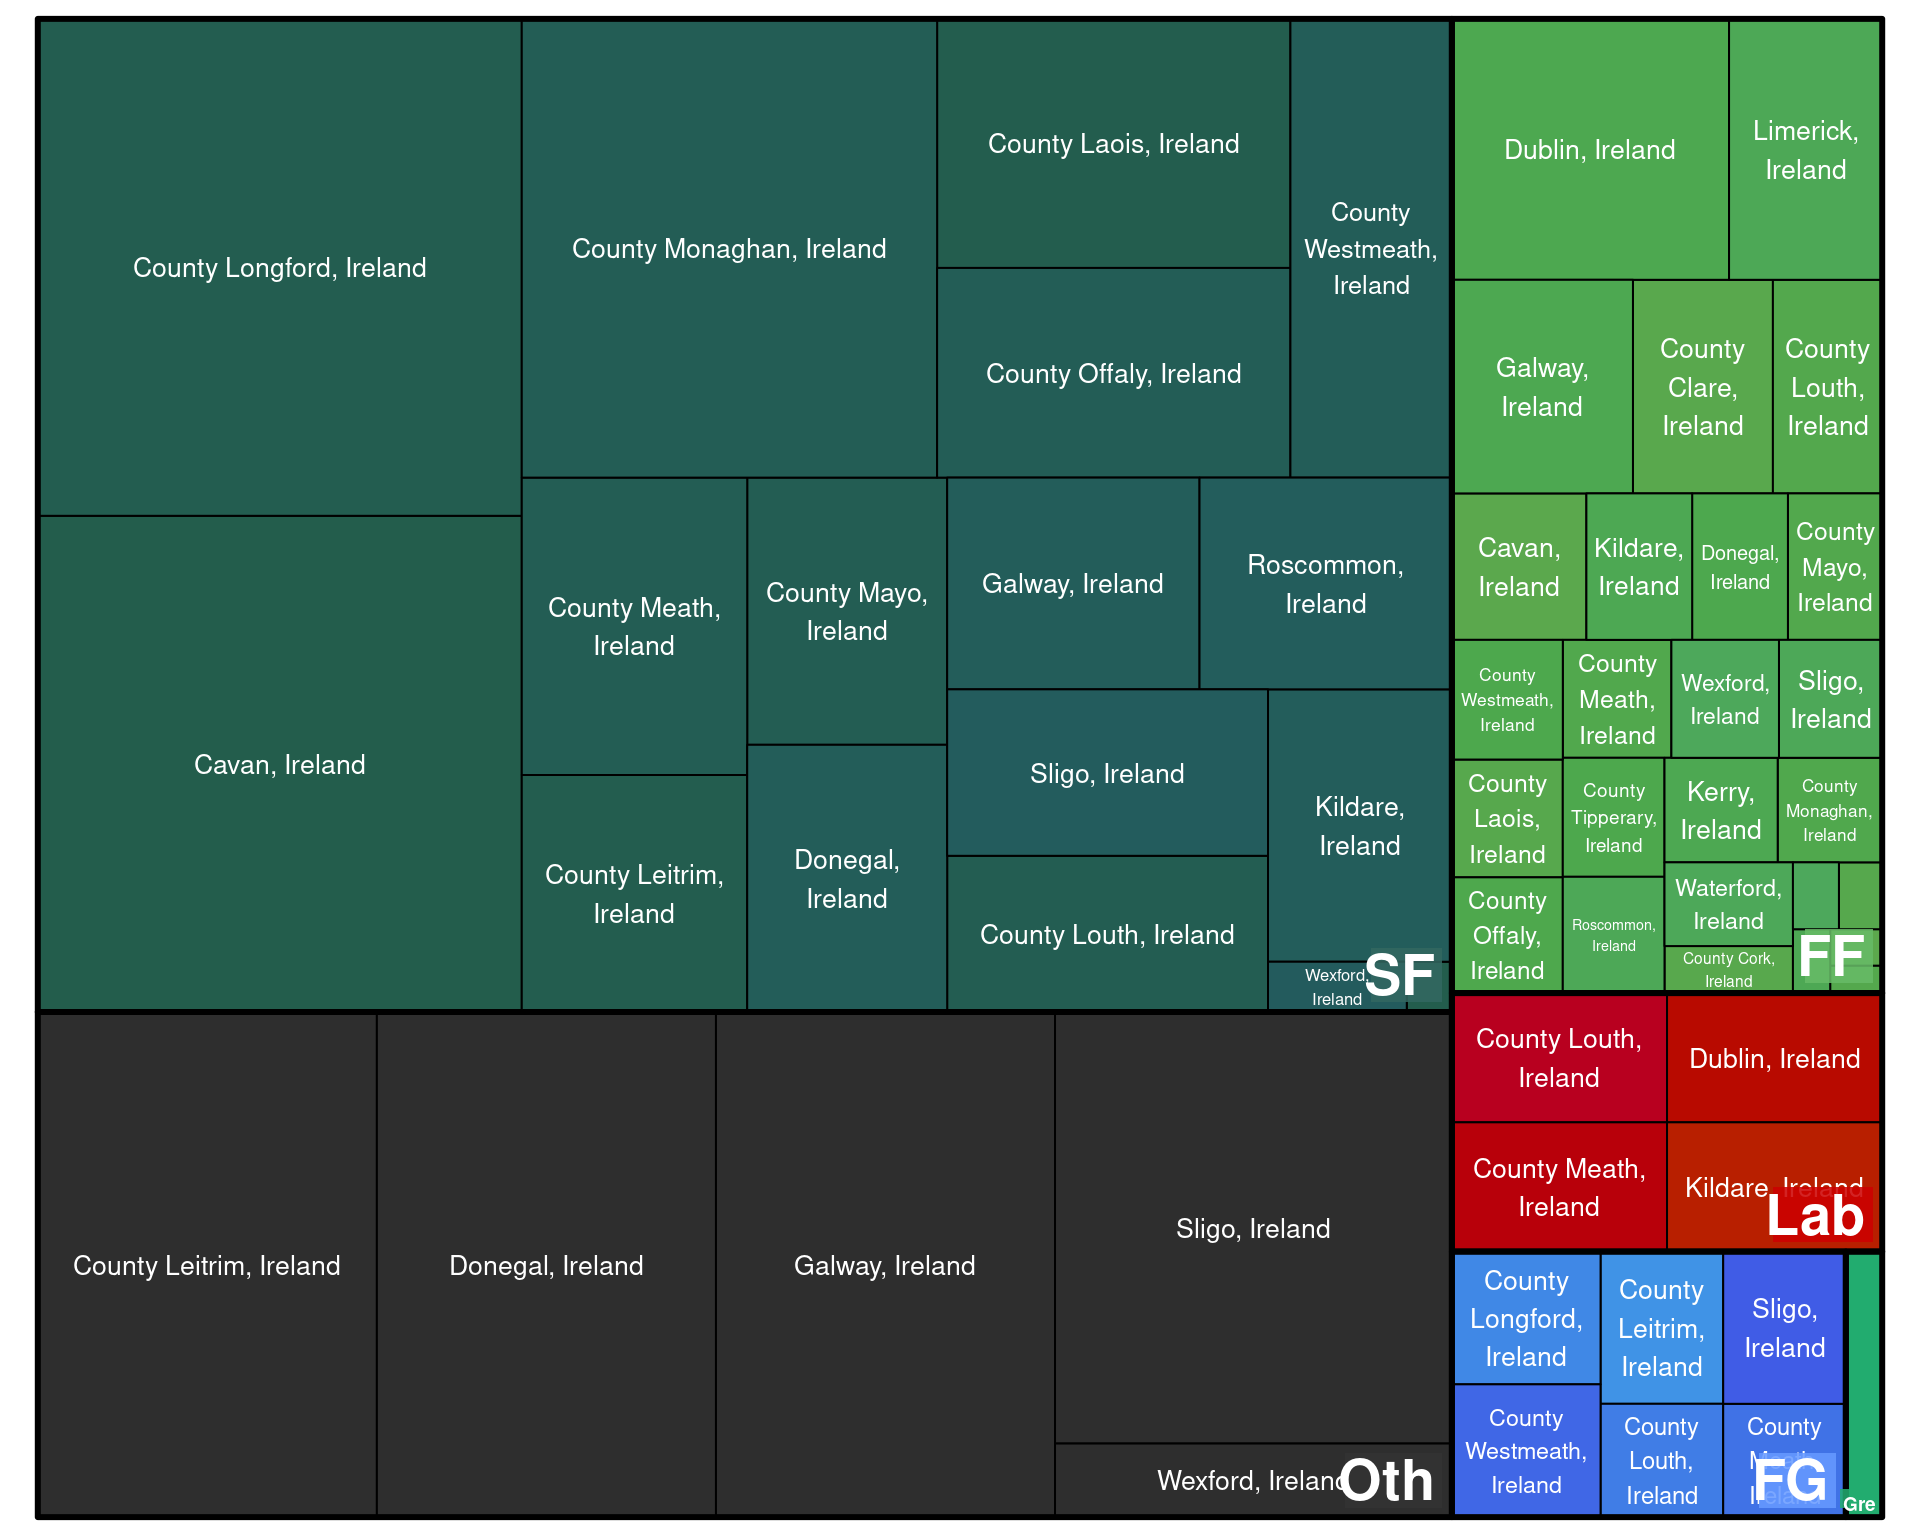 County Longford, Ireland
Cavan, Ireland
County Monaghan, Ireland
County Laois, Ireland
County Offaly, Ireland
County
Westmeath,
Ireland
County Meath,
Ireland
County Leitrim,
Ireland
County Mayo,
Ireland
Donegal,
Ireland
Galway, Ireland
Roscommon,
Ireland
Sligo, Ireland
County Louth, Ireland
Kildare,
Ireland
Wexford,
Ireland
SF
County Leitrim, Ireland
Donegal, Ireland
Galway, Ireland
Sligo, Ireland
Wexford, Ireland
Oth
Dublin, Ireland
Limerick,
Ireland
Galway,
Ireland
County
Clare,
Ireland
County
Louth,
Ireland
Cavan,
Ireland
Kildare,
Ireland
Donegal,
Ireland
County
Mayo,
Ireland
County
Westmeath,
Ireland
County
Meath,
Ireland
Wexford,
Ireland
Sligo,
Ireland
County
Laois,
Ireland
County
Tipperary,
Ireland
Kerry,
Ireland
County
Monaghan,
Ireland
County
Offaly,
Ireland
Roscommon,
Ireland
Waterford,
Ireland
County Cork,
Ireland
FF
County Louth,
Ireland
Dublin, Ireland
County Meath,
Ireland
Kildare, Ireland
Lab
County
Longford,
Ireland
County
Leitrim,
Ireland
Sligo,
Ireland
County
Westmeath,
Ireland
County
Louth,
Ireland
County
FG
Gre